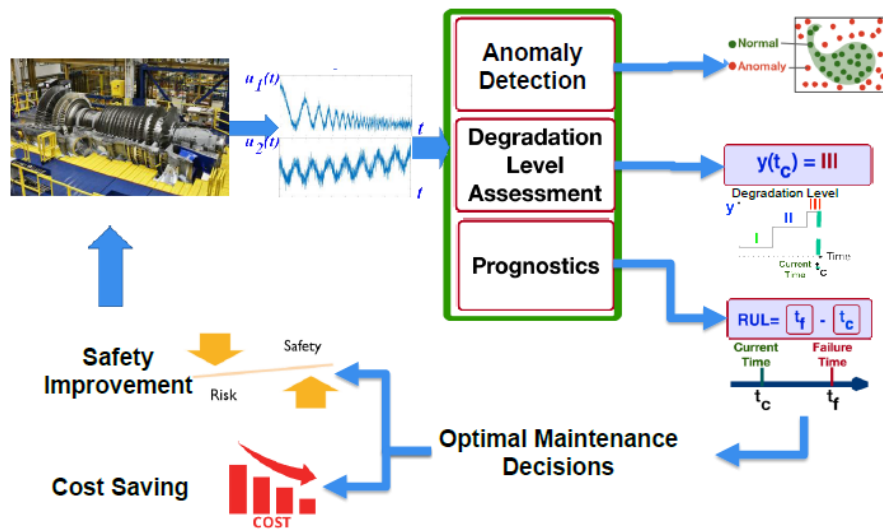 u1(t)
t
u2(t)
t
Anomaly
Detection
Degradation
Level
Assessment
Prognostics
Normal
Anomaly
y(tc) = III
Degradation Level
y
III
II
I
Time
Current
Time
tc
RUL= tf - tc
Current
Time
Failure
Time
tc
tf
Optimal Maintenance
Decisions
Safety
Improvement
Safety
Risk
Cost Saving
COST